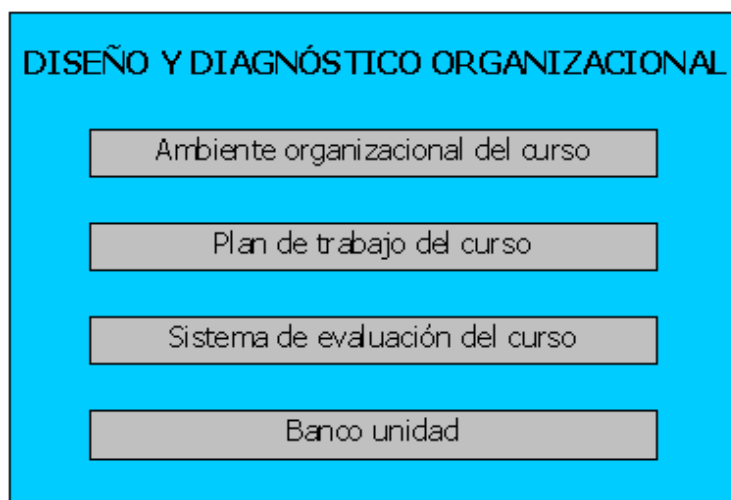 DISEÑO Y DIAGNÓSTICO ORGANIZACIONAL
Ambiente organizacional del curso
Plan de trabajo del curso
Sistema de evaluación del curso
Banco unidad